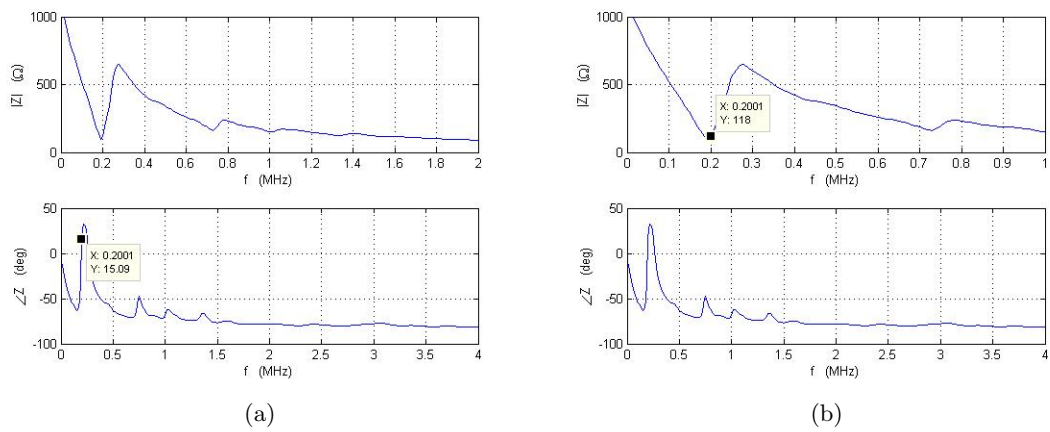 1000
500
0
|Z| (Ω)
0 0.2 0.4 0.6 0.8 1 1.2 1.4 1.6 1.8 2
f (MHz)
50
0
-50
-100
∠Z (deg)
X: 0.2001
Y: 15.09
0 0.5 1 1.5 2 2.5 3 3.5 4
f (MHz)
(a)
1000
500
0
|Z| (Ω)
X: 0.2001
Y: 118
0 0.1 0.2 0.3 0.4 0.5 0.6 0.7 0.8 0.9 1
f (MHz)
50
0
-50
-100
∠Z (deg)
0 0.5 1 1.5 2 2.5 3 3.5 4
f (MHz)
(b)